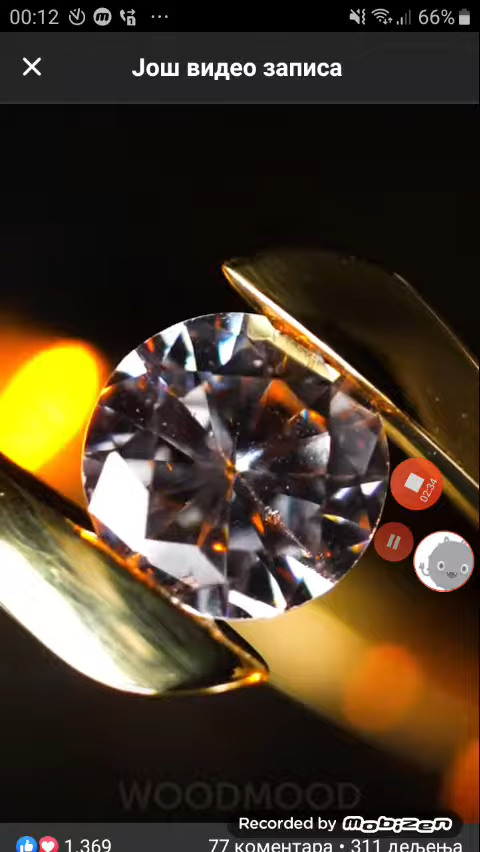 00:12 66%
Још видео записа
02:34
WOODMOOD
Recorded by mobizen
1.369 77 коментара • 311 дељења